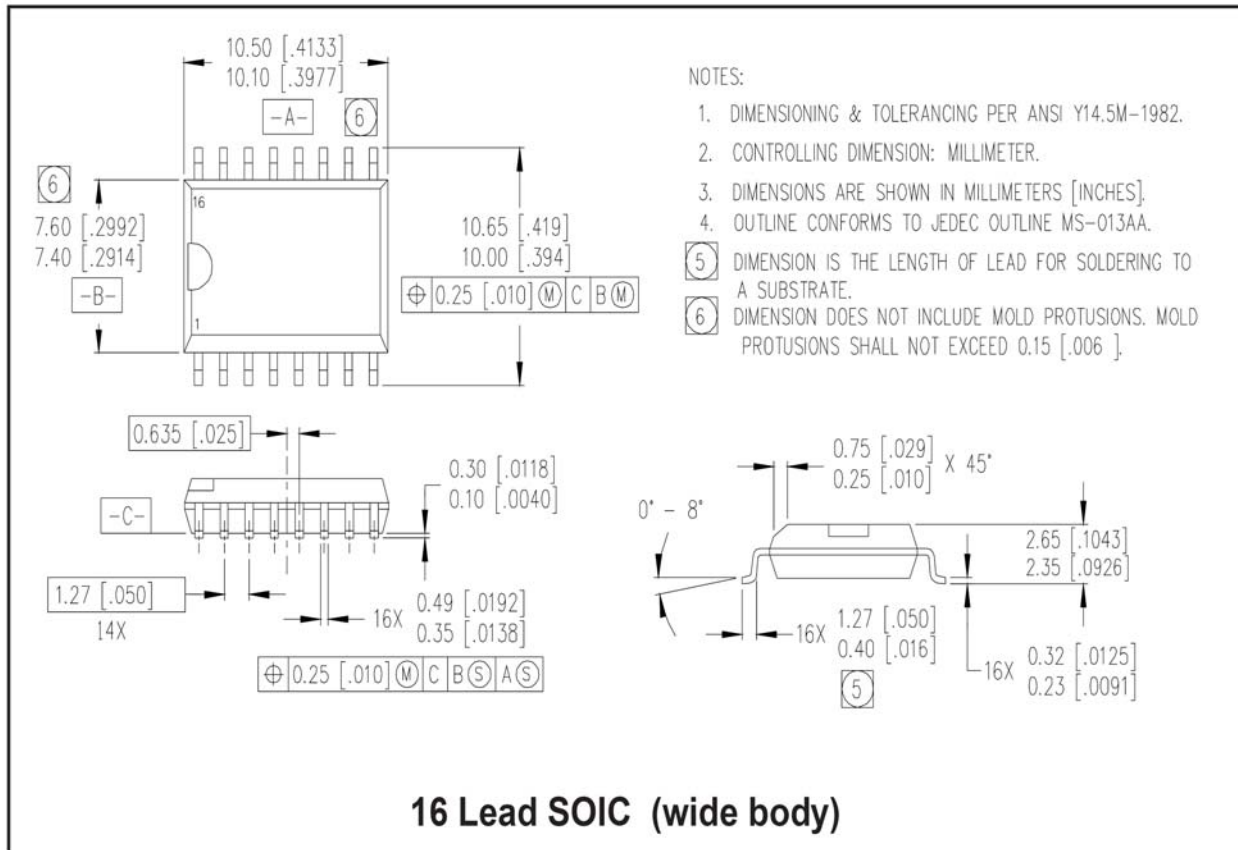 10.50 [.4133]
10.10 [.3977]
-A-
6
6
7.60 [.2992]
7.40 [.2914]
-B-
16
1
10.65 [.419]
10.00 [.394]
⌖ 0.25 [.010] Ⓜ C B Ⓜ
NOTES:
1. DIMENSIONING & TOLERANCING PER ANSI Y14.5M-1982.
2. CONTROLLING DIMENSION: MILLIMETER.
3. DIMENSIONS ARE SHOWN IN MILLIMETERS [INCHES].
4. OUTLINE CONFORMS TO JEDEC OUTLINE MS-013AA.
5 DIMENSION IS THE LENGTH OF LEAD FOR SOLDERING TO
A SUBSTRATE.
6 DIMENSION DOES NOT INCLUDE MOLD PROTUSIONS. MOLD
PROTUSIONS SHALL NOT EXCEED 0.15 [.006 ].
0.635 [.025]
0.30 [.0118]
0.10 [.0040]
-C-
1.27 [.050]
14X
16X 0.49 [.0192]
0.35 [.0138]
⌖ 0.25 [.010] Ⓜ C B Ⓢ A Ⓢ
0.75 [.029]
0.25 [.010] X 45°
0° - 8°
2.65 [.1043]
2.35 [.0926]
16X 1.27 [.050]
0.40 [.016]
5
16X 0.32 [.0125]
0.23 [.0091]
16 Lead SOIC (wide body)